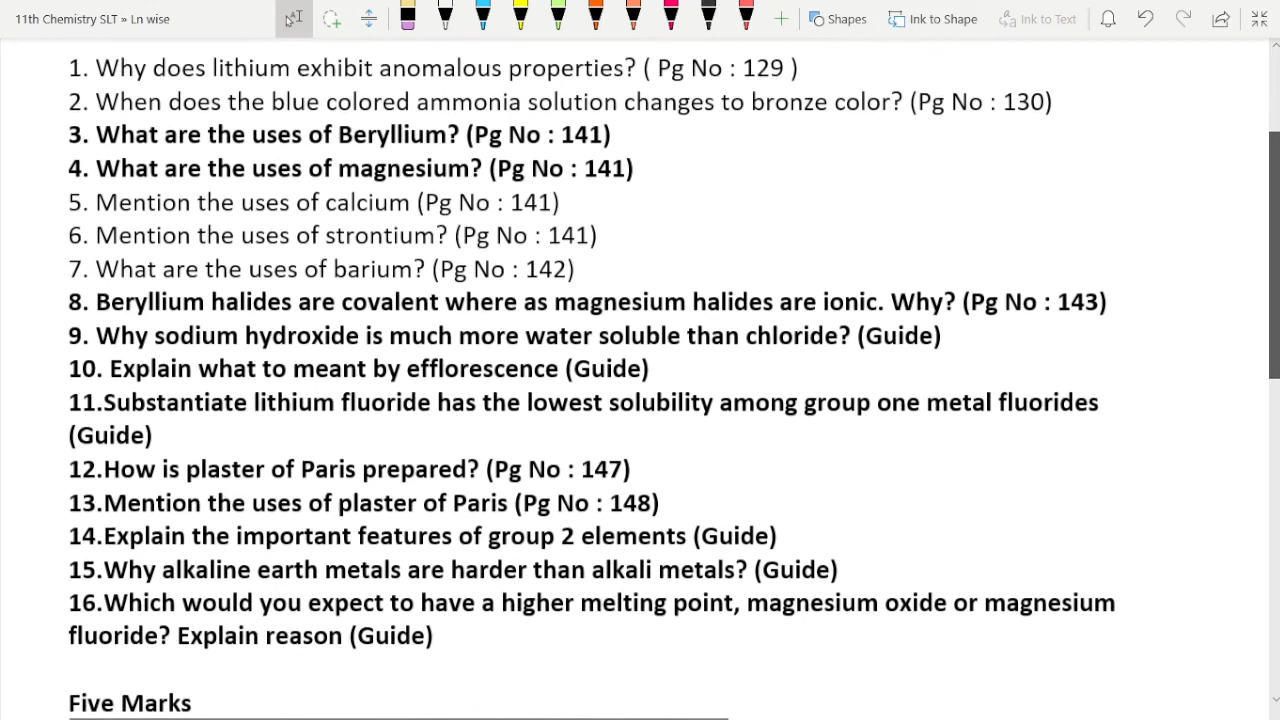 11th Chemistry SLT » Ln wise
Shapes
Ink to Shape
Ink to Text
1. Why does lithium exhibit anomalous properties? ( Pg No : 129 )
2. When does the blue colored ammonia solution changes to bronze color? (Pg No : 130)
3. What are the uses of Beryllium? (Pg No : 141)
4. What are the uses of magnesium? (Pg No : 141)
5. Mention the uses of calcium (Pg No : 141)
6. Mention the uses of strontium? (Pg No : 141)
7. What are the uses of barium? (Pg No : 142)
8. Beryllium halides are covalent where as magnesium halides are ionic. Why? (Pg No : 143)
9. Why sodium hydroxide is much more water soluble than chloride? (Guide)
10. Explain what to meant by efflorescence (Guide)
11.Substantiate lithium fluoride has the lowest solubility among group one metal fluorides
(Guide)
12.How is plaster of Paris prepared? (Pg No : 147)
13.Mention the uses of plaster of Paris (Pg No : 148)
14.Explain the important features of group 2 elements (Guide)
15.Why alkaline earth metals are harder than alkali metals? (Guide)
16.Which would you expect to have a higher melting point, magnesium oxide or magnesium
fluoride? Explain reason (Guide)
Five Marks